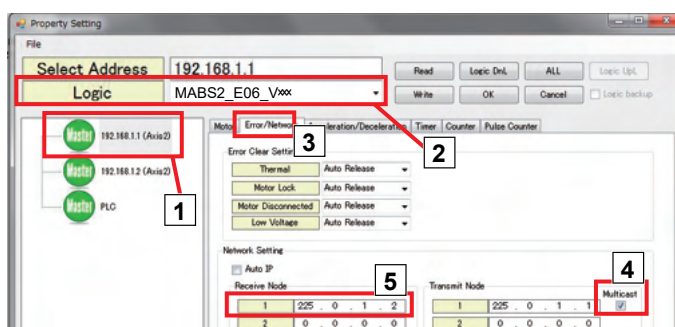 Property Setting
File
Select Address 192.168.1.1 Read Logic DnL ALL Logic UpL
Logic MABS2_E06_V××× Write OK Cancel Logic backup
2
Master 192.168.1.1 (Axis2)
Master 192.168.1.2 (Axis2)
Master PLC
1
Motor Error/Network Acceleration/Deceleration Timer Counter Pulse Counter
3
Error Clear Setting
Thermal Auto Release
Motor Lock Auto Release
Motor Disconnected Auto Release
Low Voltage Auto Release
Network Setting
Auto IP
5
4
Receive Node Transmit Node Multicast
1 225 . 0 . 1 . 2 1 225 . 0 . 1 . 1
2 0 . 0 . 0 . 0 2 0 . 0 . 0 . 0